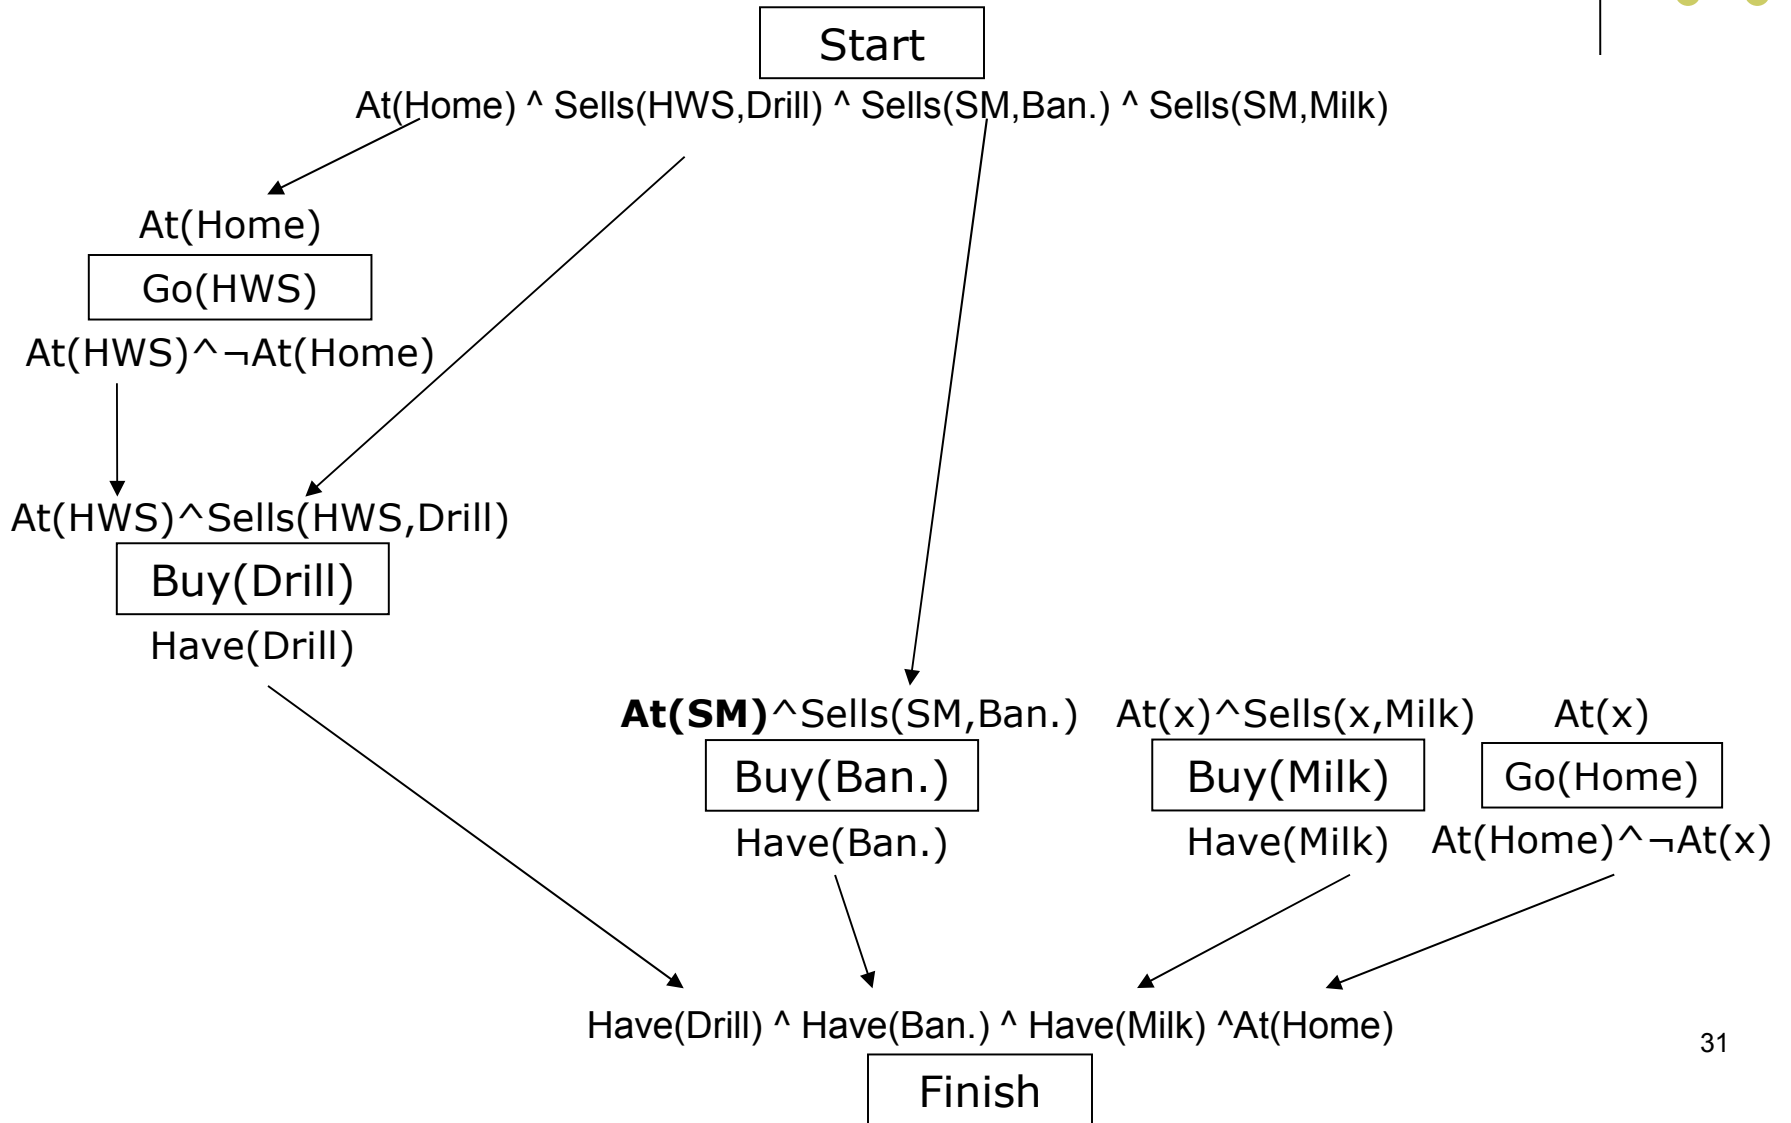 Start
At(Home) ^ Sells(HWS,Drill) ^ Sells(SM,Ban.) ^ Sells(SM,Milk)
At(Home)
Go(HWS)
At(HWS)^¬At(Home)
At(HWS)^Sells(HWS,Drill)
Buy(Drill)
Have(Drill)
At(SM)^Sells(SM,Ban.)
Buy(Ban.)
Have(Ban.)
At(x)^Sells(x,Milk)
Buy(Milk)
Have(Milk)
At(x)
Go(Home)
At(Home)^¬At(x)
Have(Drill) ^ Have(Ban.) ^ Have(Milk) ^At(Home)
Finish
31